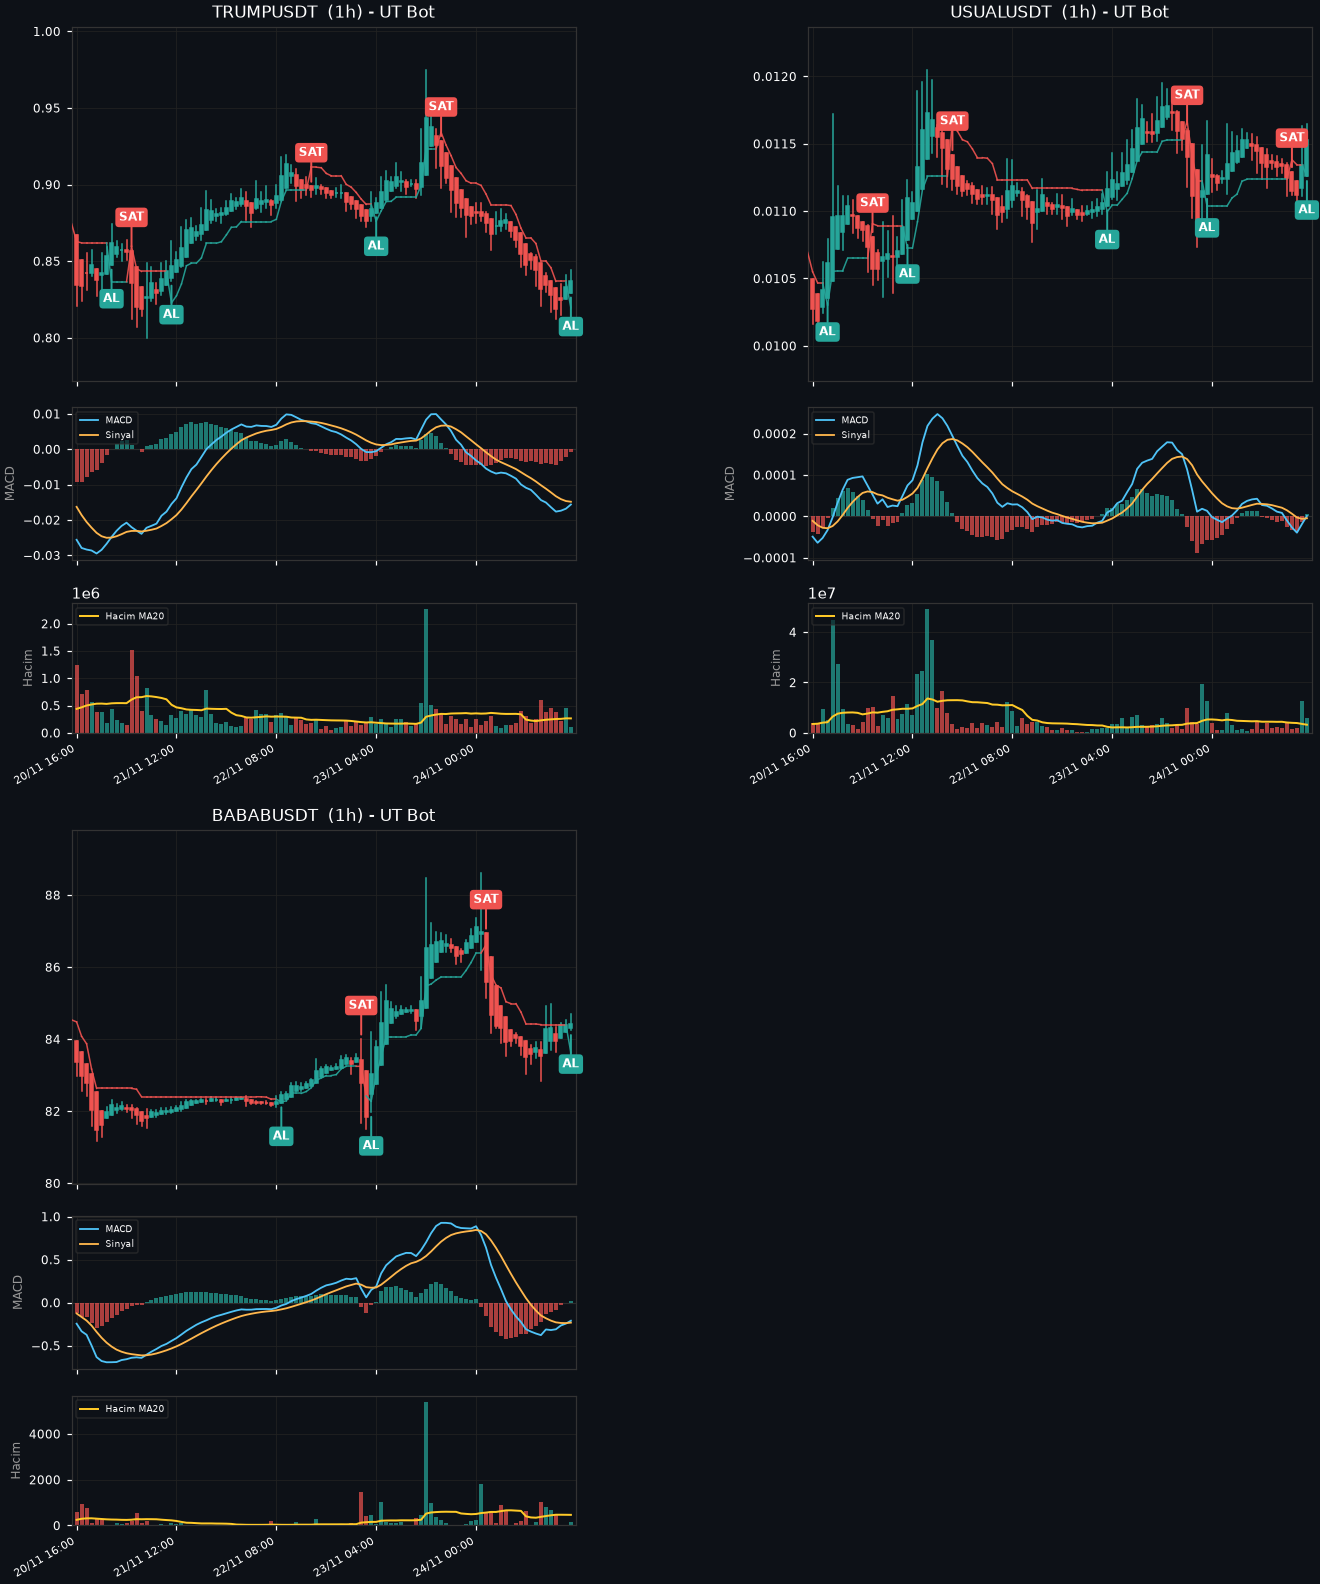 TRUMPUSDT (1h) - UT Bot
1.00
0.95
0.90
0.85
0.80
SAT
SAT
SAT
AL
AL
AL
AL
MACD
0.01
0.00
−0.01
−0.02
−0.03
MACD
Sinyal
1e6
Hacim
2.0
1.5
1.0
0.5
0.0
Hacim MA20
20/11 16:00
21/11 12:00
22/11 08:00
23/11 04:00
24/11 00:00
USUALUSDT (1h) - UT Bot
0.0120
0.0115
0.0110
0.0105
0.0100
SAT
SAT
SAT
SAT
AL
AL
AL
AL
AL
MACD
0.0002
0.0001
0.0000
−0.0001
MACD
Sinyal
1e7
Hacim
4
2
0
Hacim MA20
20/11 16:00
21/11 12:00
22/11 08:00
23/11 04:00
24/11 00:00
BABABUSDT (1h) - UT Bot
88
86
84
82
80
SAT
SAT
AL
AL
AL
MACD
1.0
0.5
0.0
−0.5
MACD
Sinyal
Hacim
4000
2000
0
Hacim MA20
20/11 16:00
21/11 12:00
22/11 08:00
23/11 04:00
24/11 00:00